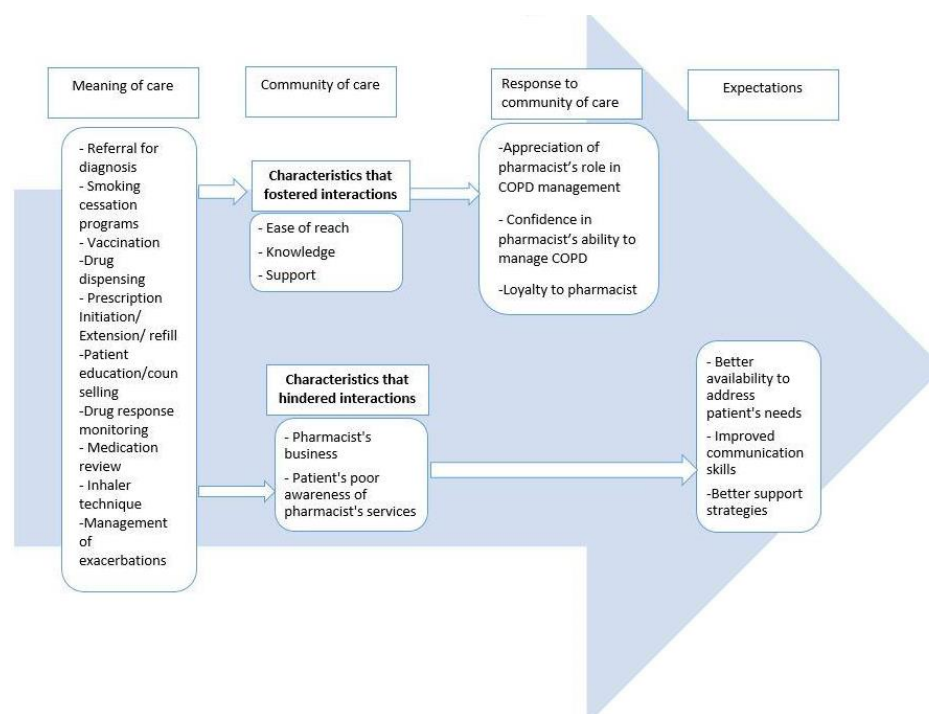 Meaning of care
Community of care
Response to
community of care
Expectations
- Referral for
diagnosis
- Smoking
cessation
programs
- Vaccination
-Drug
dispensing
- Prescription
Initiation/
Extension/ refill
-Patient
education/coun
selling
-Drug response
monitoring
- Medication
review
- Inhaler
technique
-Management
of
exacerbations
Characteristics that
fostered interactions
- Ease of reach
- Knowledge
- Support
-Appreciation of
pharmacist's role in
COPD management
- Confidence in
pharmacist's ability to
manage COPD
-Loyalty to pharmacist
Characteristics that
hindered interactions
- Pharmacist's
business
- Patient's poor
awareness of
pharmacist's services
- Better
availability to
address
patient's needs
- Improved
communication
skills
-Better support
strategies